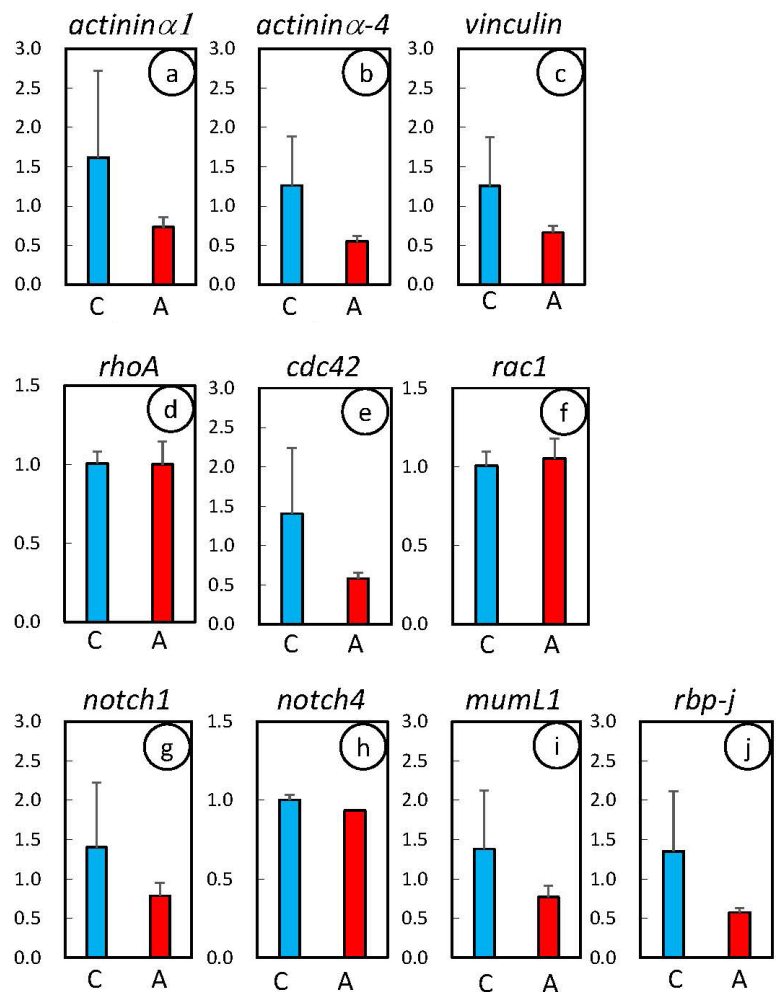 actinin α1 actinin α-4 vinculin
3.0 3.0 3.0
a b c
2.5 2.5 2.5
2.0 2.0 2.0
1.5 1.5 1.5
1.0 1.0 1.0
0.5 0.5 0.5
0.0 0.0 0.0
C A C A C A
rhoA cdc42 rac1
1.5 3.0 1.5
d e f
2.5
1.0 2.0 1.0
1.5
0.5 1.0 0.5
0.5
0.0 0.0 0.0
C A C A C A
notch1 notch4 mumL1 rbp-j
3.0 1.5 3.0 3.0
g h i j
2.5 2.5 2.5
2.0 1.0 2.0 2.0
1.5 1.5 1.5
1.0 0.5 1.0 1.0
0.5 0.5 0.5
0.0 0.0 0.0 0.0
C A C A C A C A